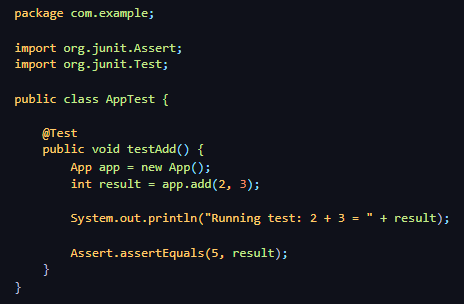 package com.example;
import org.junit.Assert;
import org.junit.Test;
public class AppTest {
@Test
public void testAdd() {
App app = new App();
int result = app.add(2, 3);
System.out.println("Running test: 2 + 3 = " + result);
Assert.assertEquals(5, result);
}
}